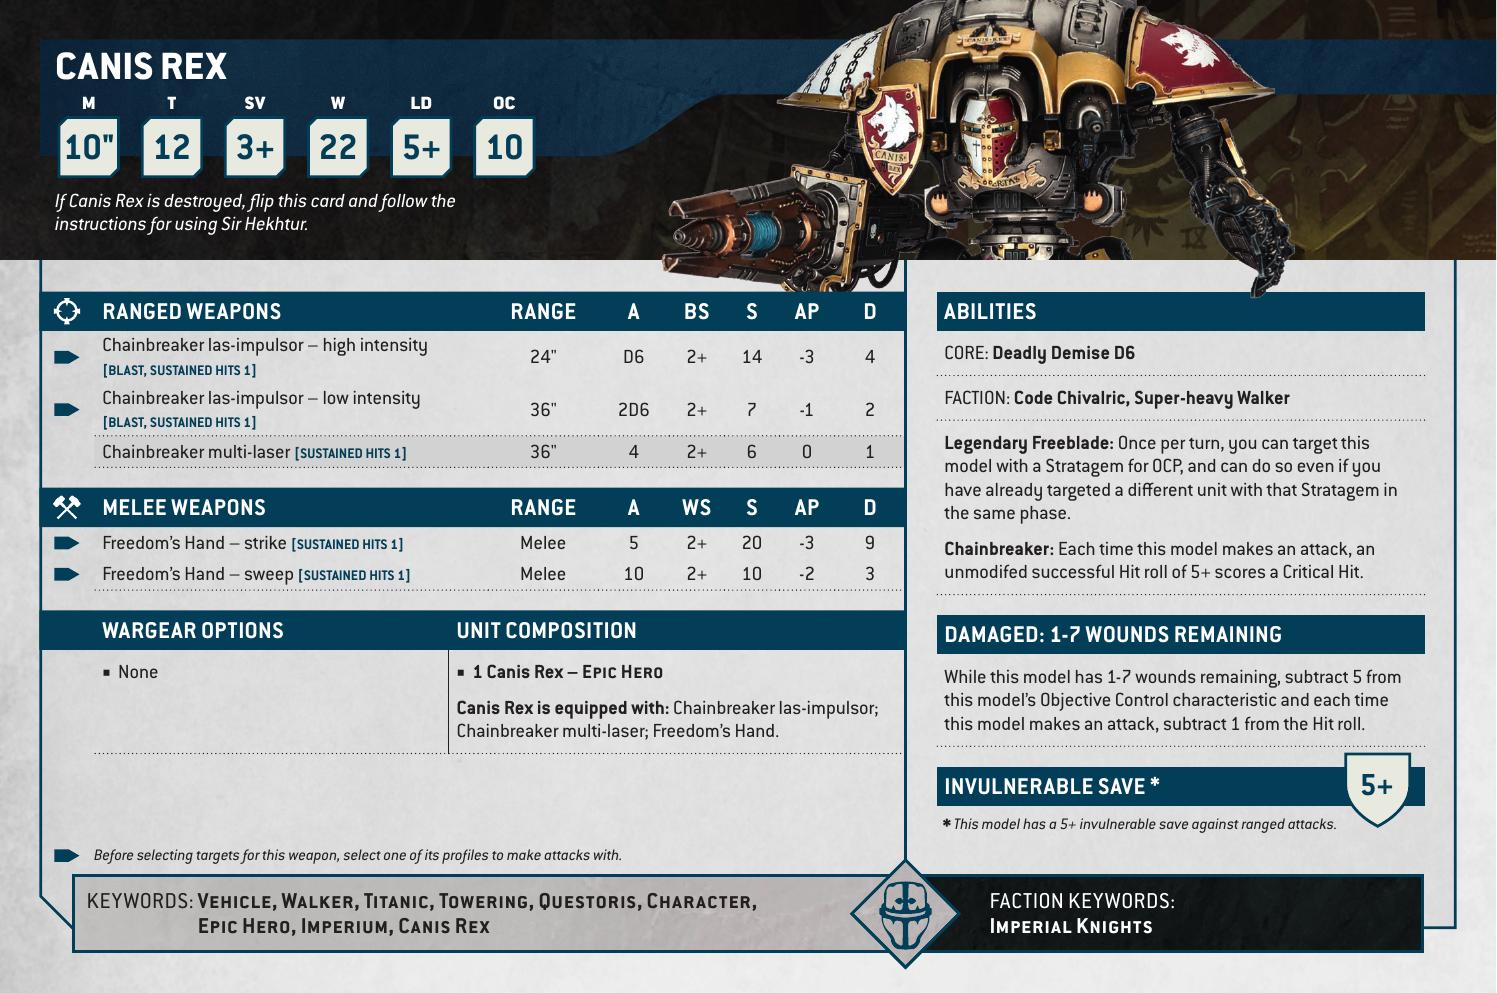 CANIS REX
M T SV W LD OC
10" 12 3+ 22 5+ 10
If Canis Rex is destroyed, flip this card and follow the
instructions for using Sir Hekhtur.
CANIS-REX
CANIS
REX
RANGED WEAPONS RANGE A BS S AP D
Chainbreaker las-impulsor – high intensity
[BLAST, SUSTAINED HITS 1] 24" D6 2+ 14 -3 4
Chainbreaker las-impulsor – low intensity
[BLAST, SUSTAINED HITS 1] 36" 2D6 2+ 7 -1 2
Chainbreaker multi-laser [SUSTAINED HITS 1] 36" 4 2+ 6 0 1
MELEE WEAPONS RANGE A WS S AP D
Freedom's Hand – strike [SUSTAINED HITS 1] Melee 5 2+ 20 -3 9
Freedom's Hand – sweep [SUSTAINED HITS 1] Melee 10 2+ 10 -2 3
WARGEAR OPTIONS
▪ None
UNIT COMPOSITION
▪ 1 Canis Rex – EPIC HERO
Canis Rex is equipped with: Chainbreaker las-impulsor;
Chainbreaker multi-laser; Freedom's Hand.
Before selecting targets for this weapon, select one of its profiles to make attacks with.
ABILITIES
CORE: Deadly Demise D6
FACTION: Code Chivalric, Super-heavy Walker
Legendary Freeblade: Once per turn, you can target this
model with a Stratagem for 0CP, and can do so even if you
have already targeted a different unit with that Stratagem in
the same phase.
Chainbreaker: Each time this model makes an attack, an
unmodifed successful Hit roll of 5+ scores a Critical Hit.
DAMAGED: 1-7 WOUNDS REMAINING
While this model has 1-7 wounds remaining, subtract 5 from
this model's Objective Control characteristic and each time
this model makes an attack, subtract 1 from the Hit roll.
INVULNERABLE SAVE * 5+
* This model has a 5+ invulnerable save against ranged attacks.
KEYWORDS: VEHICLE, WALKER, TITANIC, TOWERING, QUESTORIS, CHARACTER,
EPIC HERO, IMPERIUM, CANIS REX
FACTION KEYWORDS:
IMPERIAL KNIGHTS